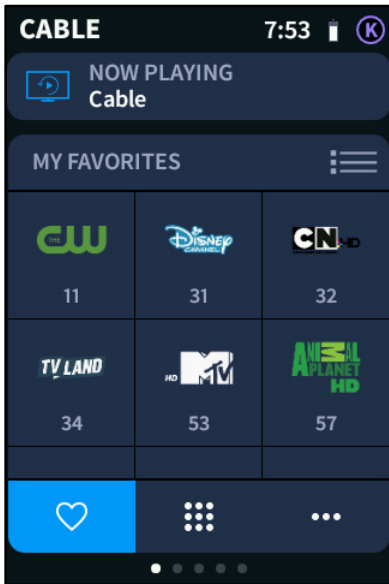 CABLE 7:53 K
NOW PLAYING
Cable
MY FAVORITES
THE CW DISNEY CHANNEL CN HD
11 31 32
TV LAND HD MTV ANIMAL PLANET HD
34 53 57